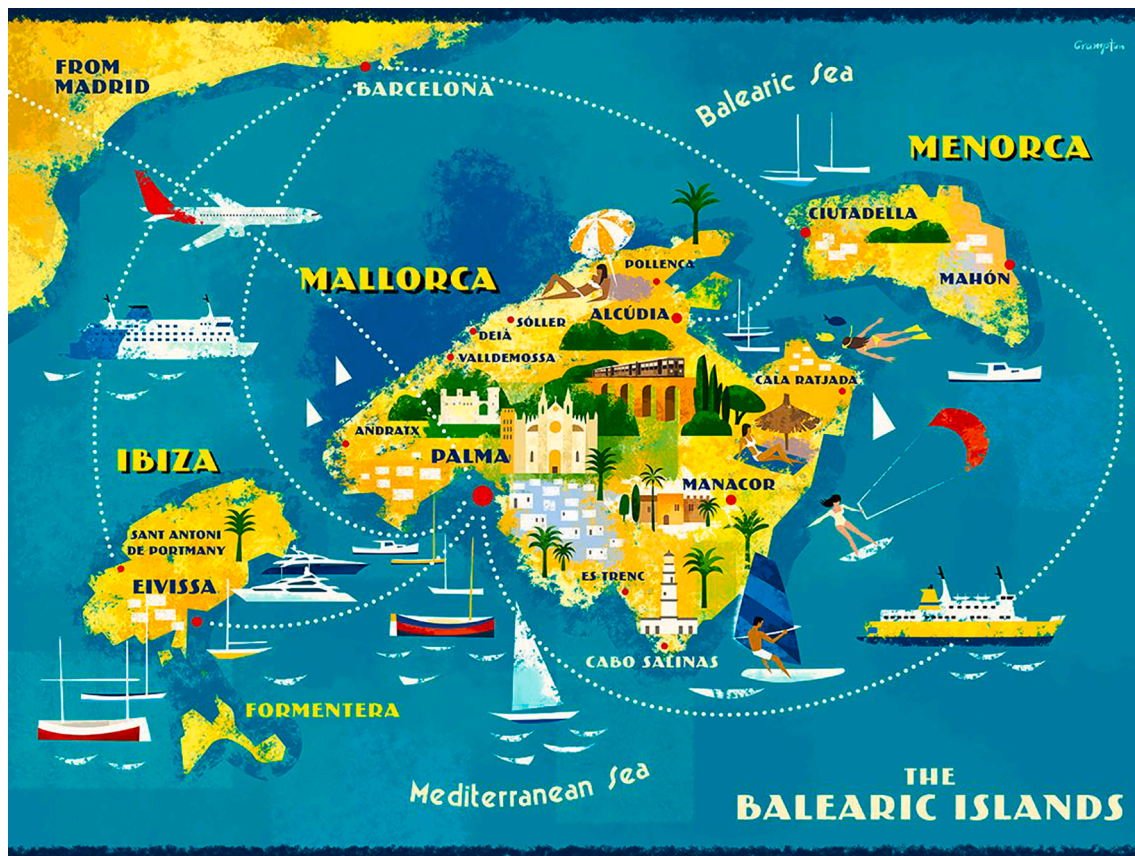 FROM
MADRID
BARCELONA
Balearic Sea
Crampton
MENORCA
CIUTADELLA
MAHÓN
MALLORCA
POLLENÇA
ALCÚDIA
SÓLLER
DEIÀ
VALLDEMOSSA
CALA RATJADA
ANDRATX
PALMA
MANACOR
IBIZA
SANT ANTONI
DE PORTMANY
EIVISSA
ES TRENC
CABO SALINAS
FORMENTERA
Mediterranean Sea
THE
BALEARIC ISLANDS